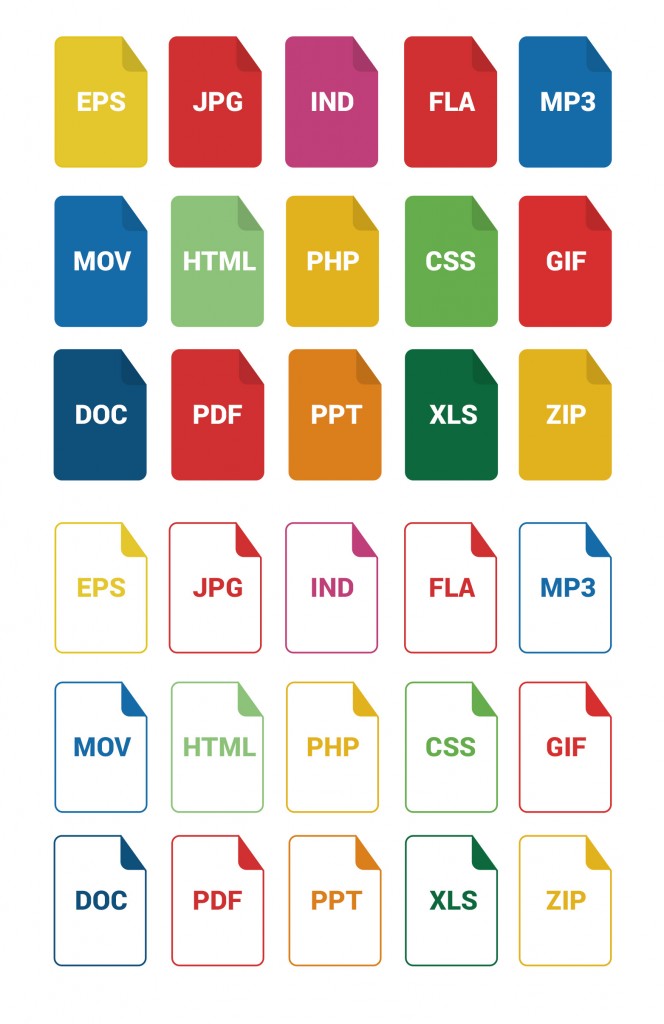 EPS JPG IND FLA MP3
MOV HTML PHP CSS GIF
DOC PDF PPT XLS ZIP
EPS JPG IND FLA MP3
MOV HTML PHP CSS GIF
DOC PDF PPT XLS ZIP